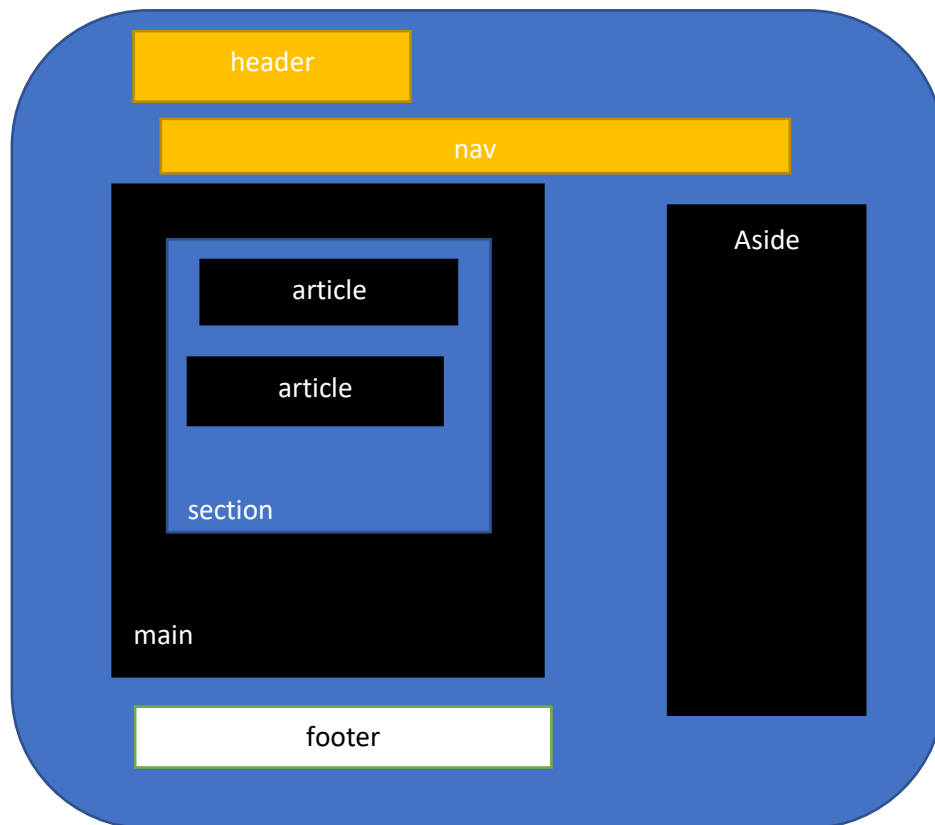 header
nav
Aside
article
article
section
main
footer